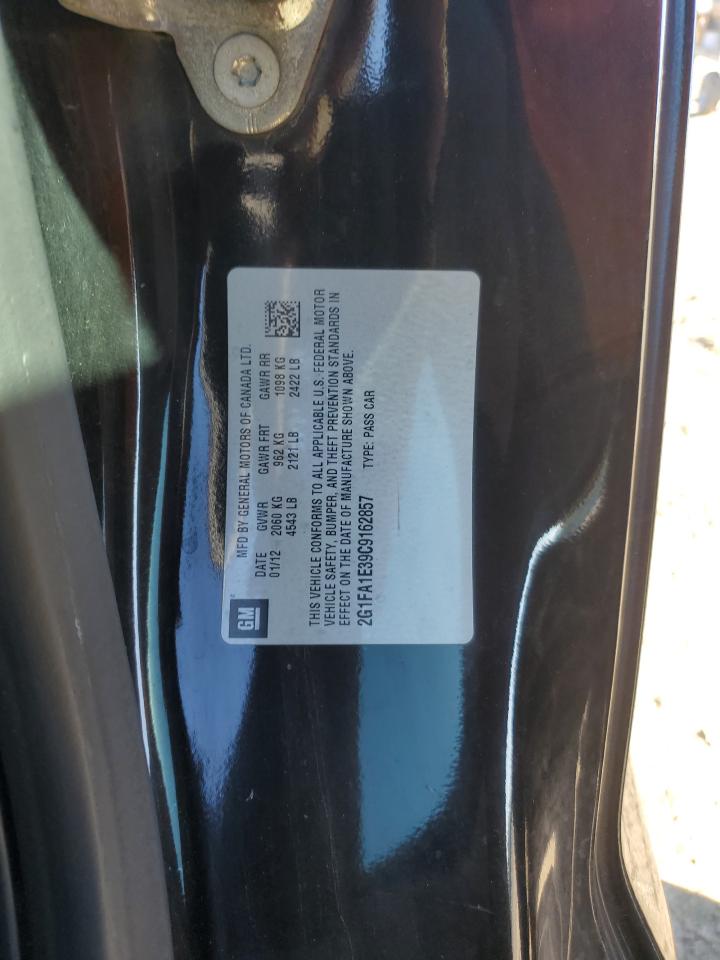 GM
MFD BY GENERAL MOTORS OF CANADA LTD.
DATE GVWR GAWR FRT GAWR RR
01/12 2060 KG 962 KG 1098 KG
4543 LB 2121 LB 2422 LB
THIS VEHICLE CONFORMS TO ALL APPLICABLE U.S. FEDERAL MOTOR
VEHICLE SAFETY, BUMPER, AND THEFT PREVENTION STANDARDS IN
EFFECT ON THE DATE OF MANUFACTURE SHOWN ABOVE.
2G1FA1E39C9162857 TYPE: PASS CAR